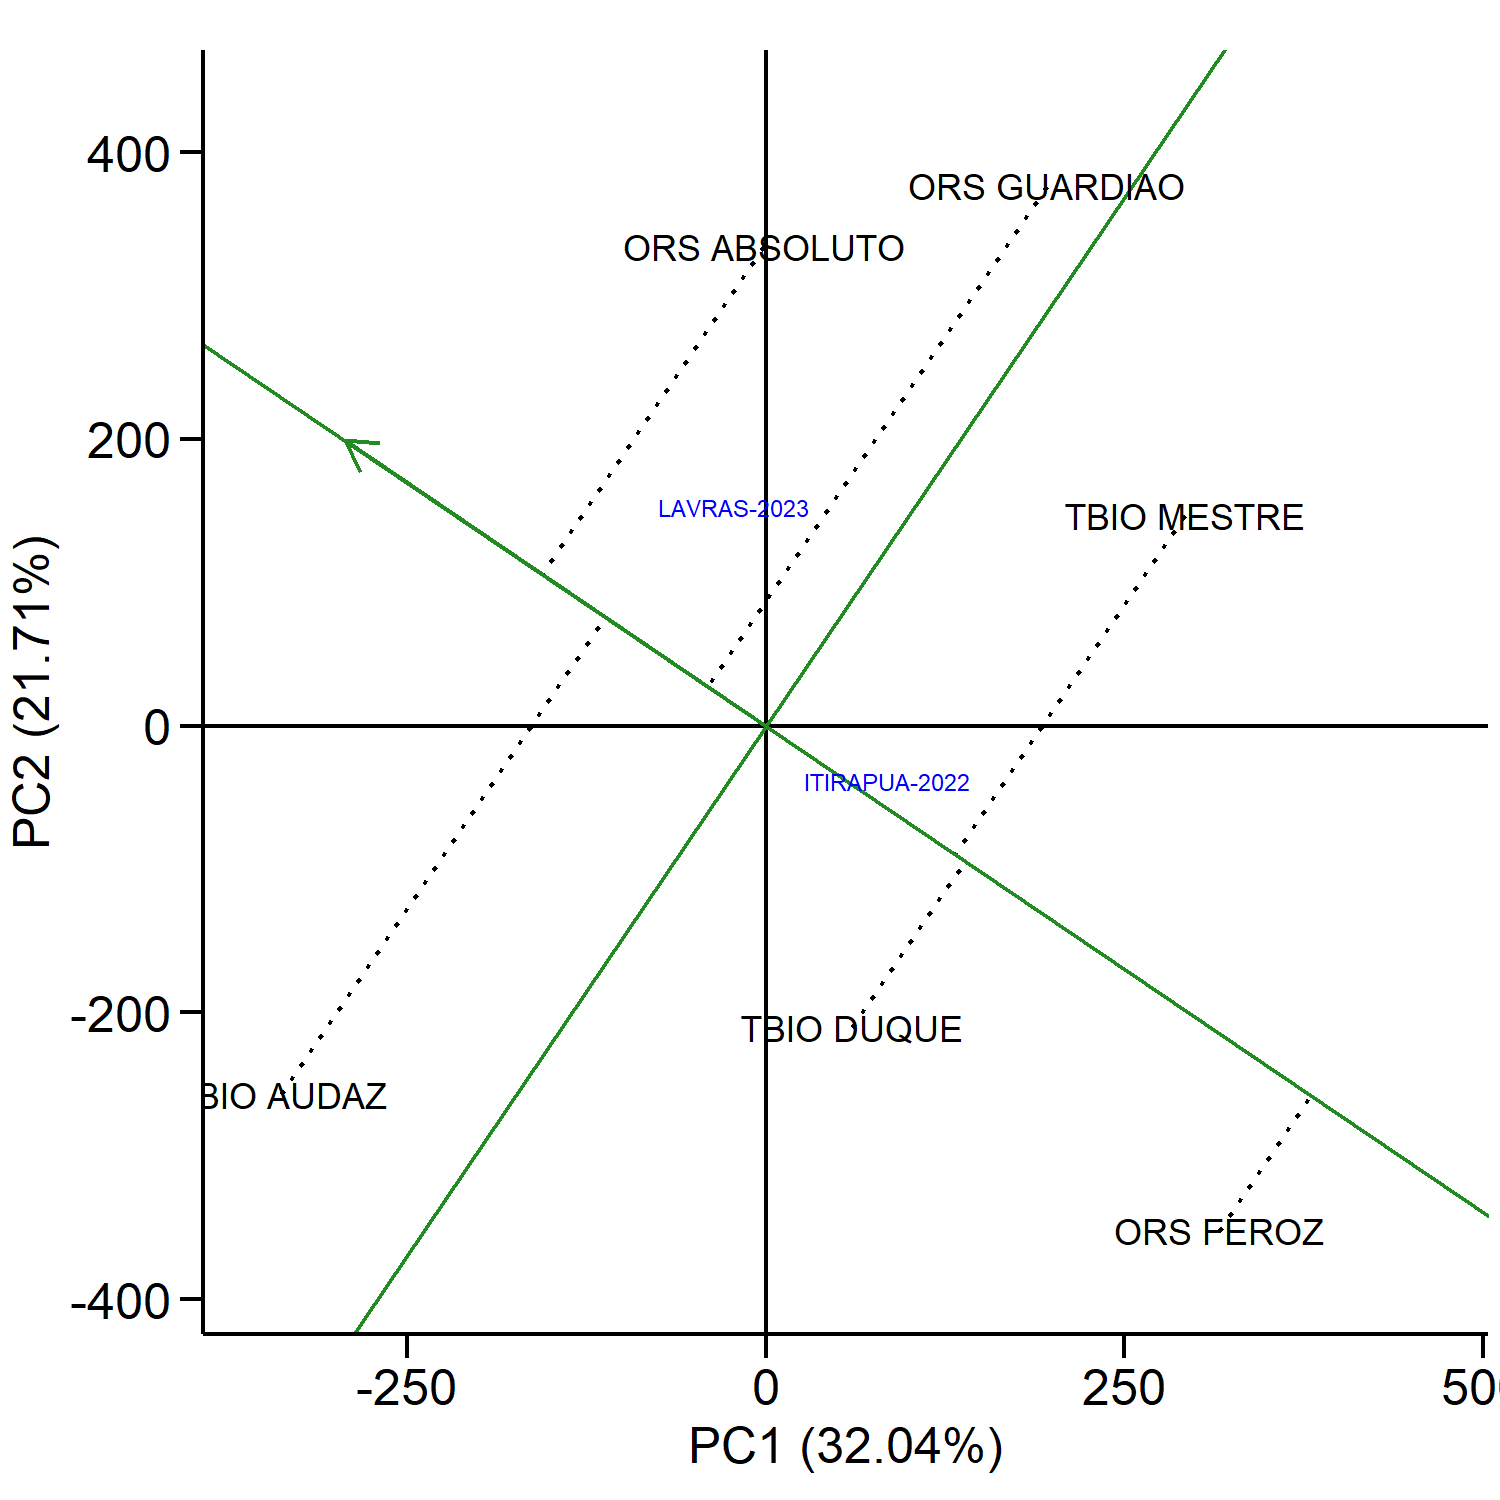 400
ORS GUARDIAO
ORS ABSOLUTO
200
LAVRAS-2023
TBIO MESTRE
0
ITIRAPUA-2022
-200
TBIO DUQUE
BIO AUDAZ
ORS FEROZ
-400
-250
0
250
500
PC1 (32.04%)
PC2 (21.71%)